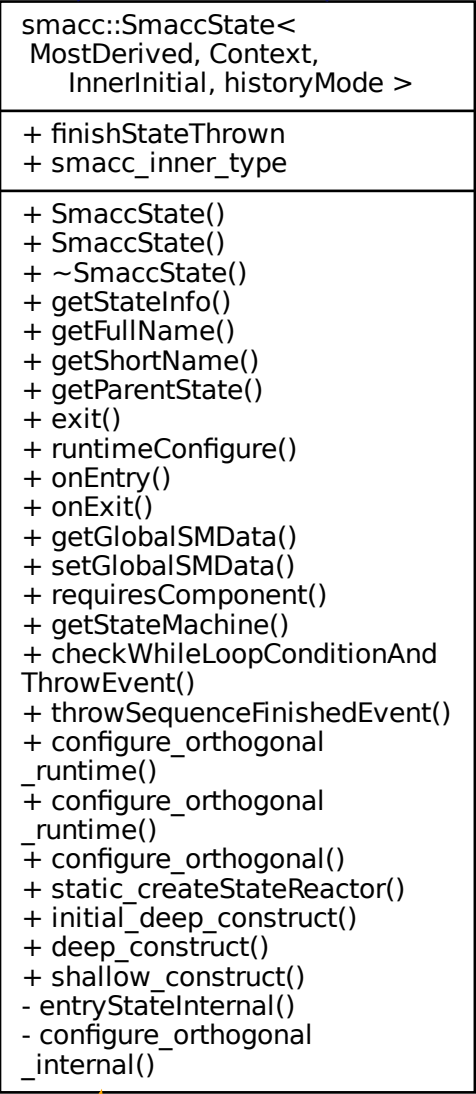 smacc::SmaccState<
MostDerived, Context,
InnerInitial, historyMode >
+ finishStateThrown
+ smacc_inner_type
+ SmaccState()
+ SmaccState()
+ ~SmaccState()
+ getStateInfo()
+ getFullName()
+ getShortName()
+ getParentState()
+ exit()
+ runtimeConfigure()
+ onEntry()
+ onExit()
+ getGlobalSMData()
+ setGlobalSMData()
+ requiresComponent()
+ getStateMachine()
+ checkWhileLoopConditionAnd
ThrowEvent()
+ throwSequenceFinishedEvent()
+ configure_orthogonal
_runtime()
+ configure_orthogonal
_runtime()
+ configure_orthogonal()
+ static_createStateReactor()
+ initial_deep_construct()
+ deep_construct()
+ shallow_construct()
- entryStateInternal()
- configure_orthogonal
_internal()